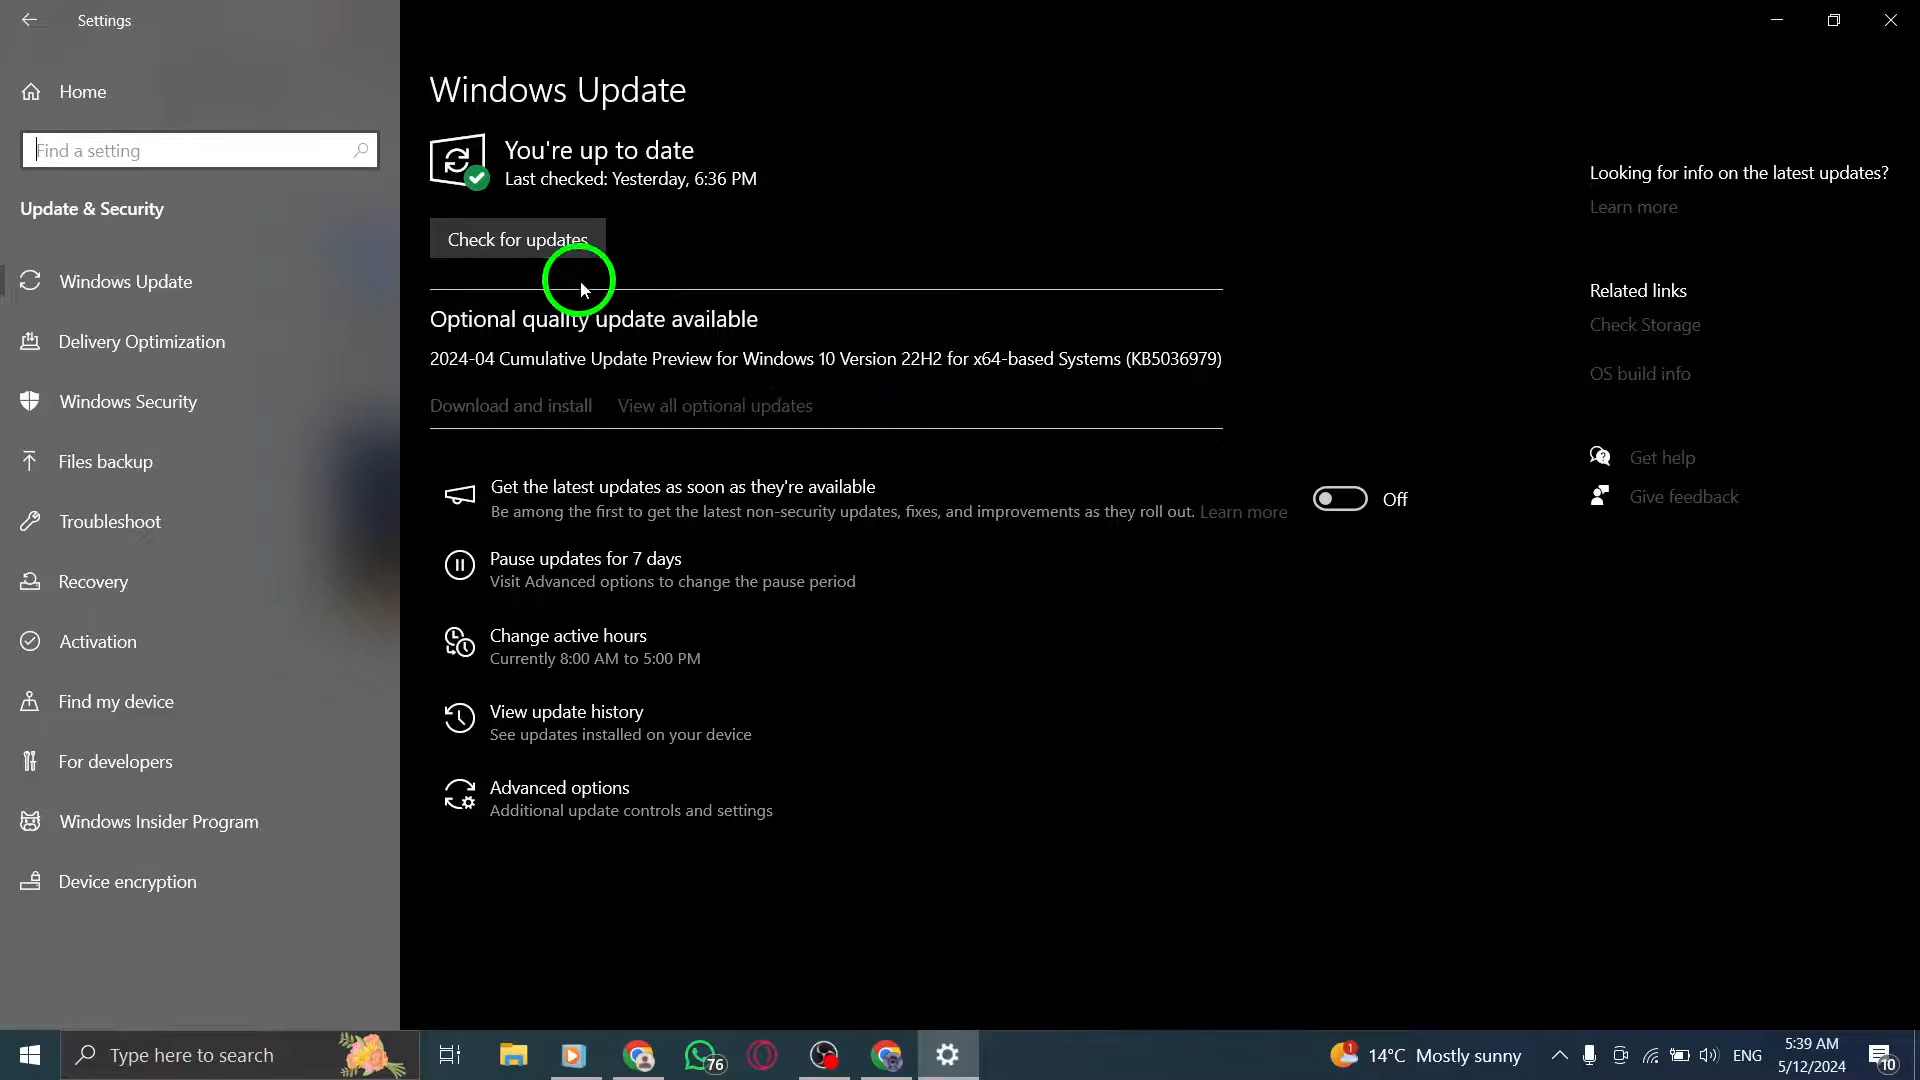 Settings
Home
Find a setting
Update & Security
Windows Update
Delivery Optimization
Windows Security
Files backup
Troubleshoot
Recovery
Activation
Find my device
For developers
Windows Insider Program
Device encryption
Windows Update
You're up to date
Last checked: Yesterday, 6:36 PM
Check for updates
Optional quality update available
2024-04 Cumulative Update Preview for Windows 10 Version 22H2 for x64-based Systems (KB5036979)
Download and install View all optional updates
Get the latest updates as soon as they're available
Be among the first to get the latest non-security updates, fixes, and improvements as they roll out. Learn more
Off
Pause updates for 7 days
Visit Advanced options to change the pause period
Change active hours
Currently 8:00 AM to 5:00 PM
View update history
See updates installed on your device
Advanced options
Additional update controls and settings
Looking for info on the latest updates?
Learn more
Related links
Check Storage
OS build info
Get help
Give feedback
Type here to search
76
1
14°C Mostly sunny
ENG
5:39 AM
5/12/2024
10